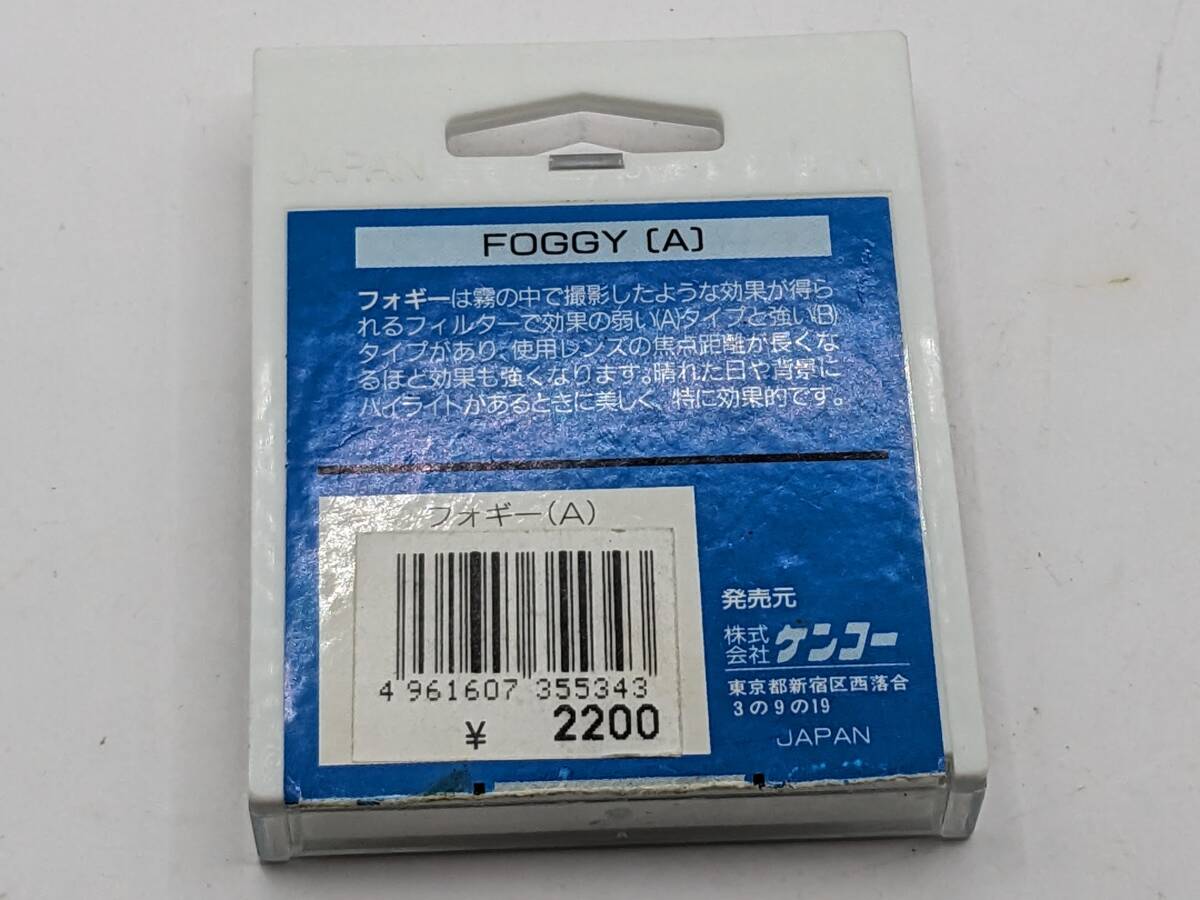 JAPAN
FOGGY〔A〕
フォギーは霧の中で撮影したような効果が得ら
れるフィルターで効果の弱い(A)タイプと強い(B)
タイプがあり、使用レンズの焦点距離が長くな
るほど効果も強くなります。晴れた日や背景に
ハイライトがあるときに美しく、特に効果的です。
フォギー(A)
4 961607 355343
¥ 2200
発売元
株式会社 ケンコー
東京都新宿区西落合
3の9の19
JAPAN